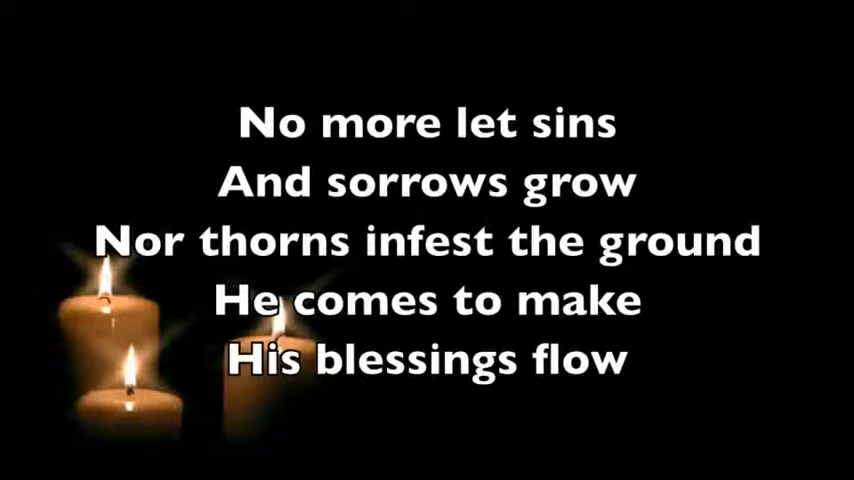 No more let sins
And sorrows grow
Nor thorns infest the ground
He comes to make
His blessings flow